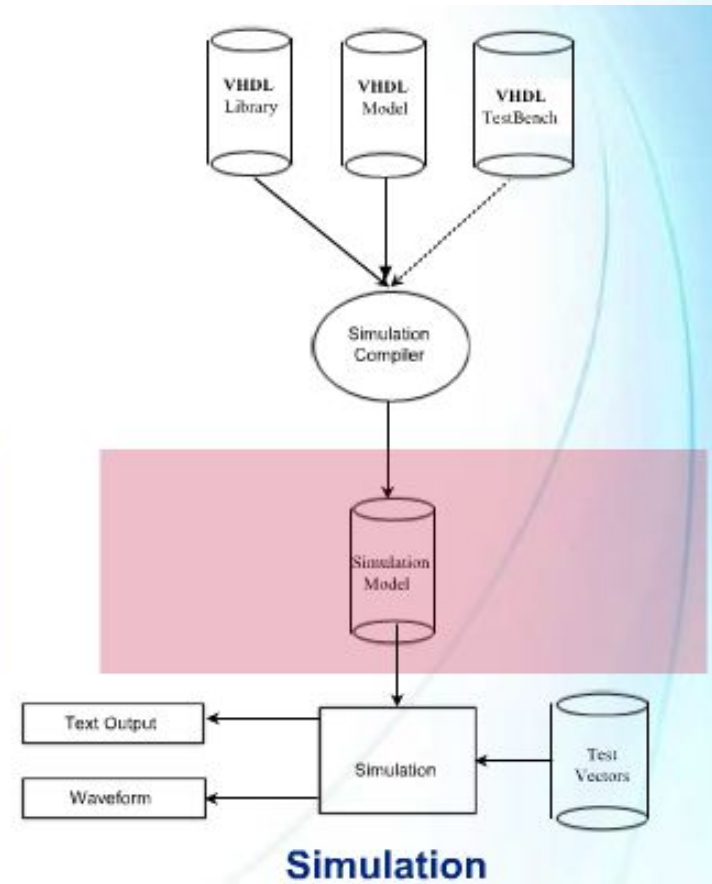 VHDL
Library
VHDL
Model
VHDL
TestBench
Simulation
Compiler
Simulation
Model
Text Output
Waveform
Simulation
Test
Vectors
Simulation